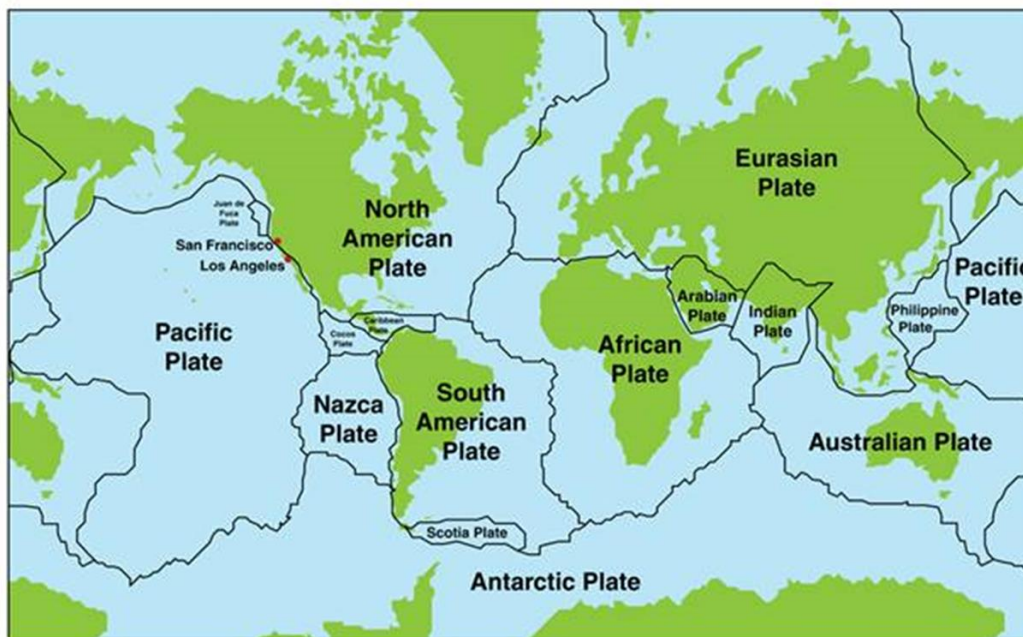 Eurasian
Plate
Juan de
Fuca
Plate
North
American
Plate
San Francisco
Los Angeles
Pacific
Plate
Pacific
Plate
Arabian
Plate
Indian
Plate
Philippine
Plate
Caribbean
Plate
Cocos
Plate
African
Plate
Nazca
Plate
South
American
Plate
Australian Plate
Scotia Plate
Antarctic Plate